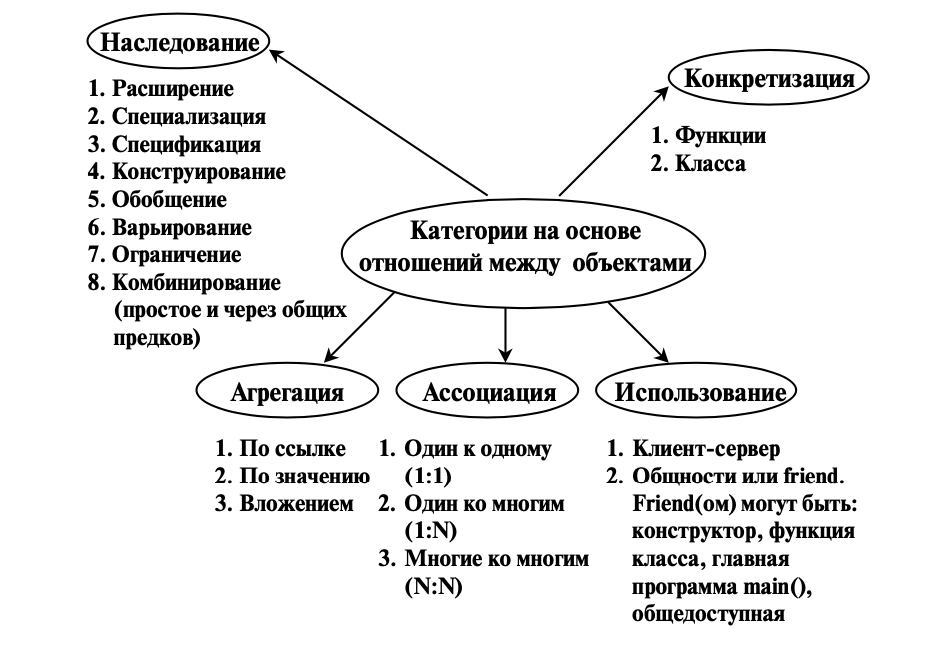 Наследование
1. Расширение
2. Специализация
3. Спецификация
4. Конструирование
5. Обобщение
6. Варьирование
7. Ограничение
8. Комбинирование
(простое и через общих
предков)
Конкретизация
1. Функции
2. Класса
Категории на основе
отношений между объектами
Агрегация
1. По ссылке
2. По значению
3. Вложением
Ассоциация
1. Один к одному
(1:1)
2. Один ко многим
(1:N)
3. Многие ко многим
(N:N)
Использование
1. Клиент-сервер
2. Общности или friend.
Friend(ом) могут быть:
конструктор, функция
класса, главная
программа main(),
общедоступная